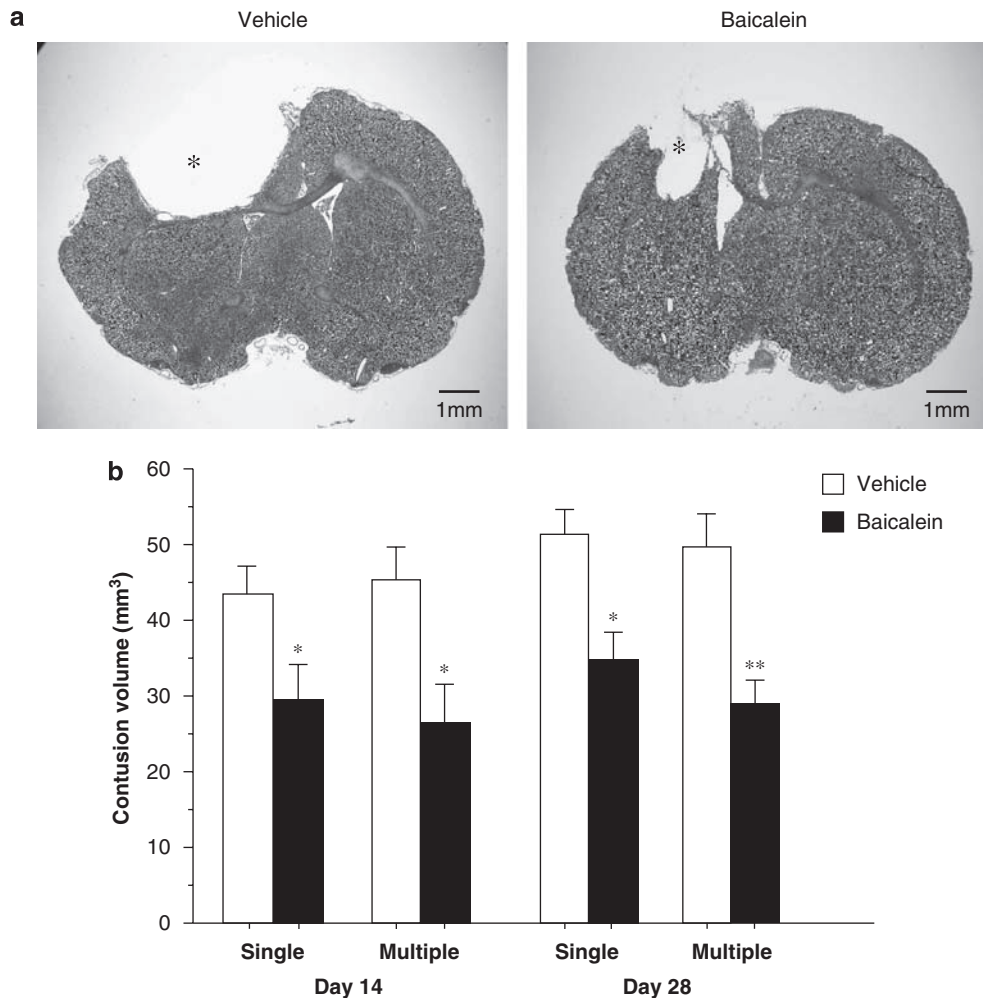 a
Vehicle
Baicalein
*
*
1mm
1mm
b
60
50
40
30
20
10
0
Contusion volume (mm³)
Vehicle
Baicalein
*
*
*
**
Single
Multiple
Single
Multiple
Day 14
Day 28